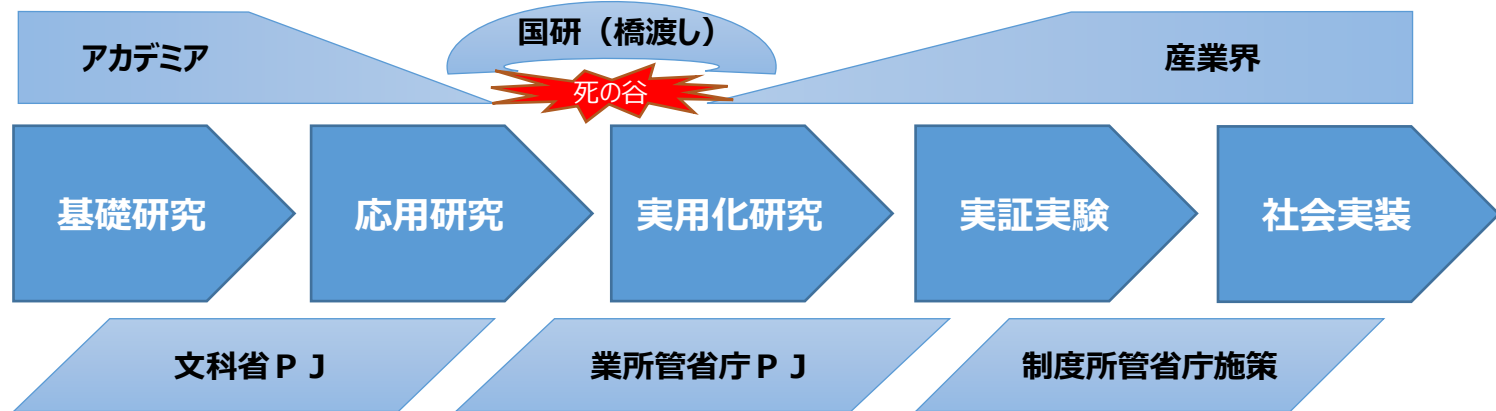 アカデミア
国研（橋渡し）
死の谷
産業界
基礎研究
応用研究
実用化研究
実証実験
社会実装
文科省ＰＪ
業所管省庁ＰＪ
制度所管省庁施策